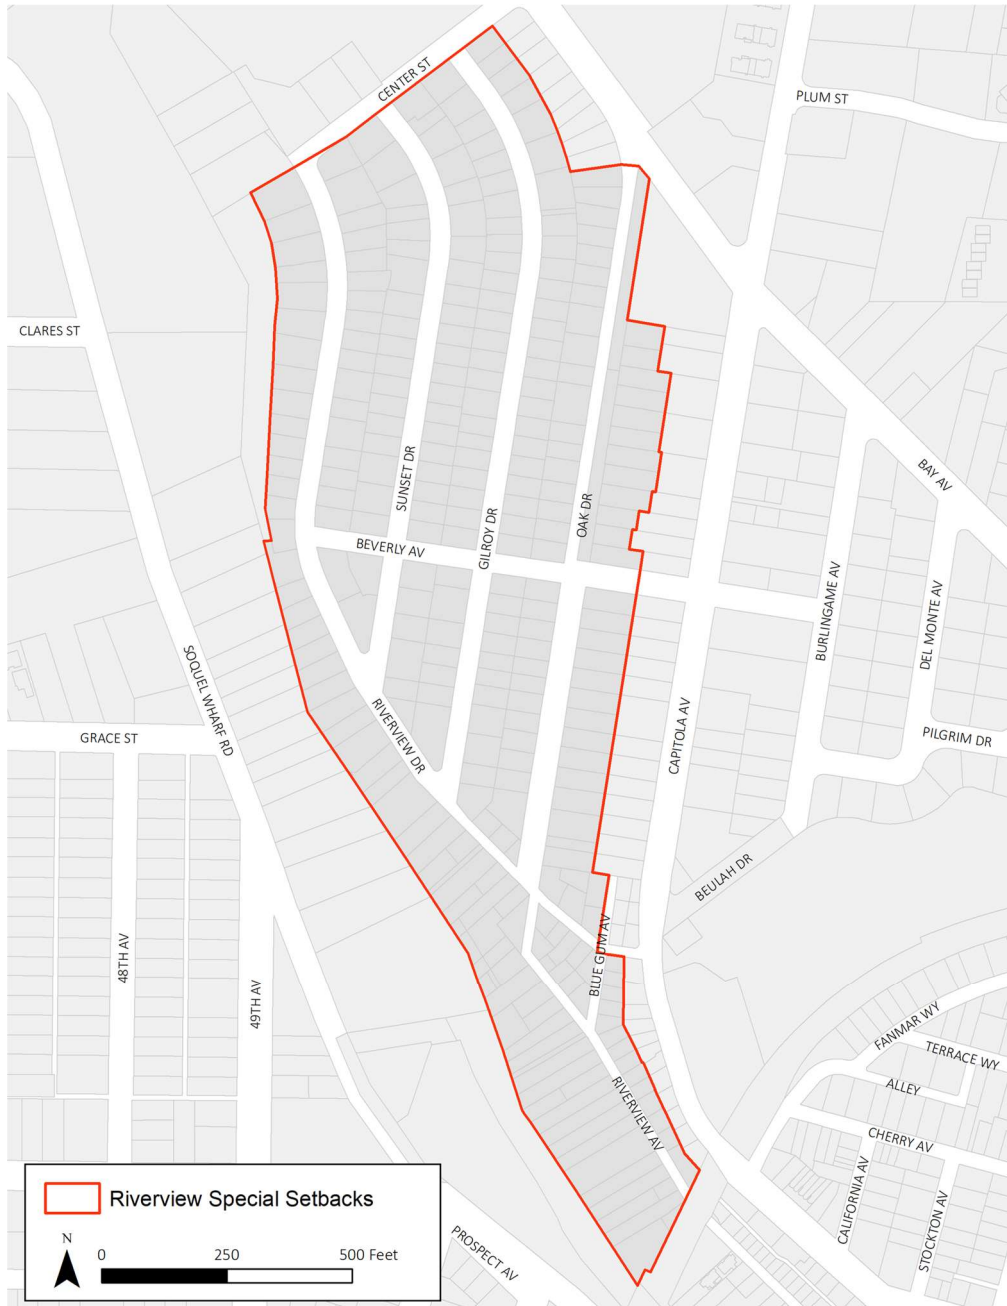 CENTER ST
PLUM ST
CLARES ST
SUNSET DR
GILROY DR
OAK DR
BAY AV
BEVERLY AV
BURLINGAME AV
DEL MONTE AV
SOQUEL WHARF RD
RIVERVIEW DR
CAPITOLA AV
PILGRIM DR
GRACE ST
BEULAH DR
48TH AV
49TH AV
BLUE GUM AV
FANMAR WY
TERRACE WY
ALLEY
RIVERVIEW AV
CHERRY AV
CALIFORNIA AV
STOCKTON AV
PROSPECT AV
Riverview Special Setbacks
N
0 250 500 Feet